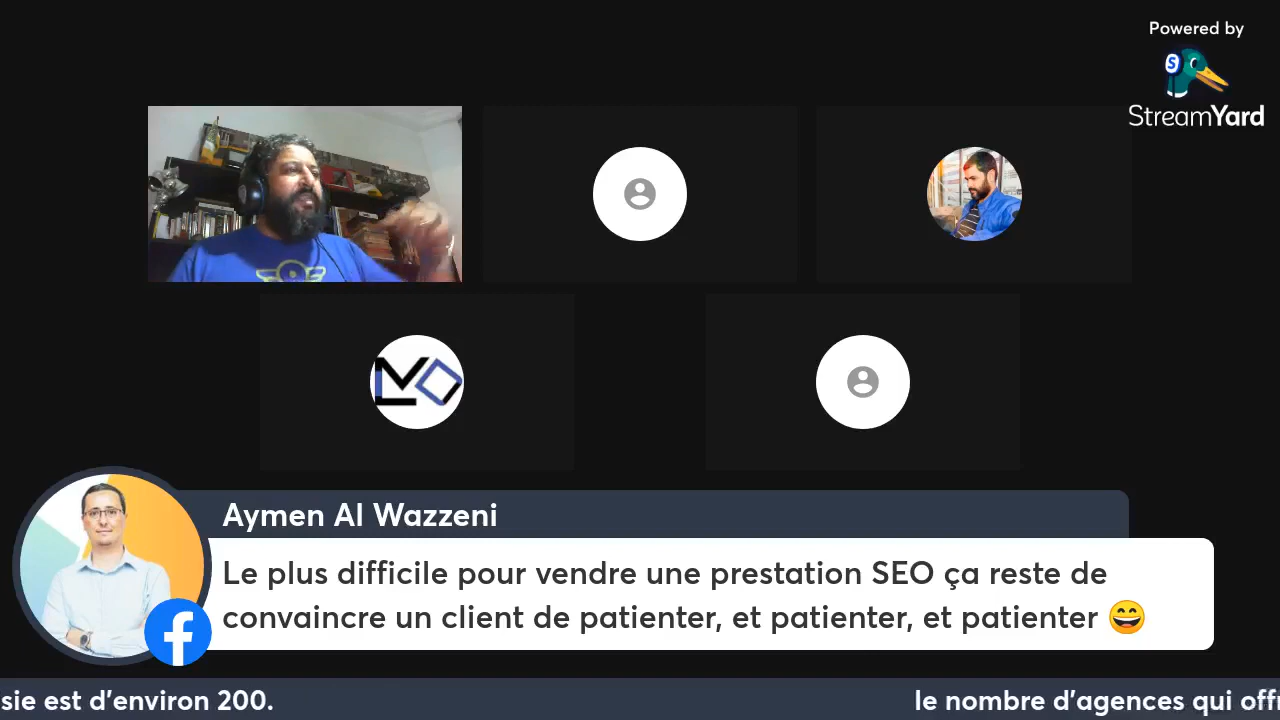 Powered by
S
StreamYard
Aymen Al Wazzeni
Le plus difficile pour vendre une prestation SEO ça reste de
convaincre un client de patienter, et patienter, et patienter 😄
sie est d'environ 200.
le nombre d'agences qui offr